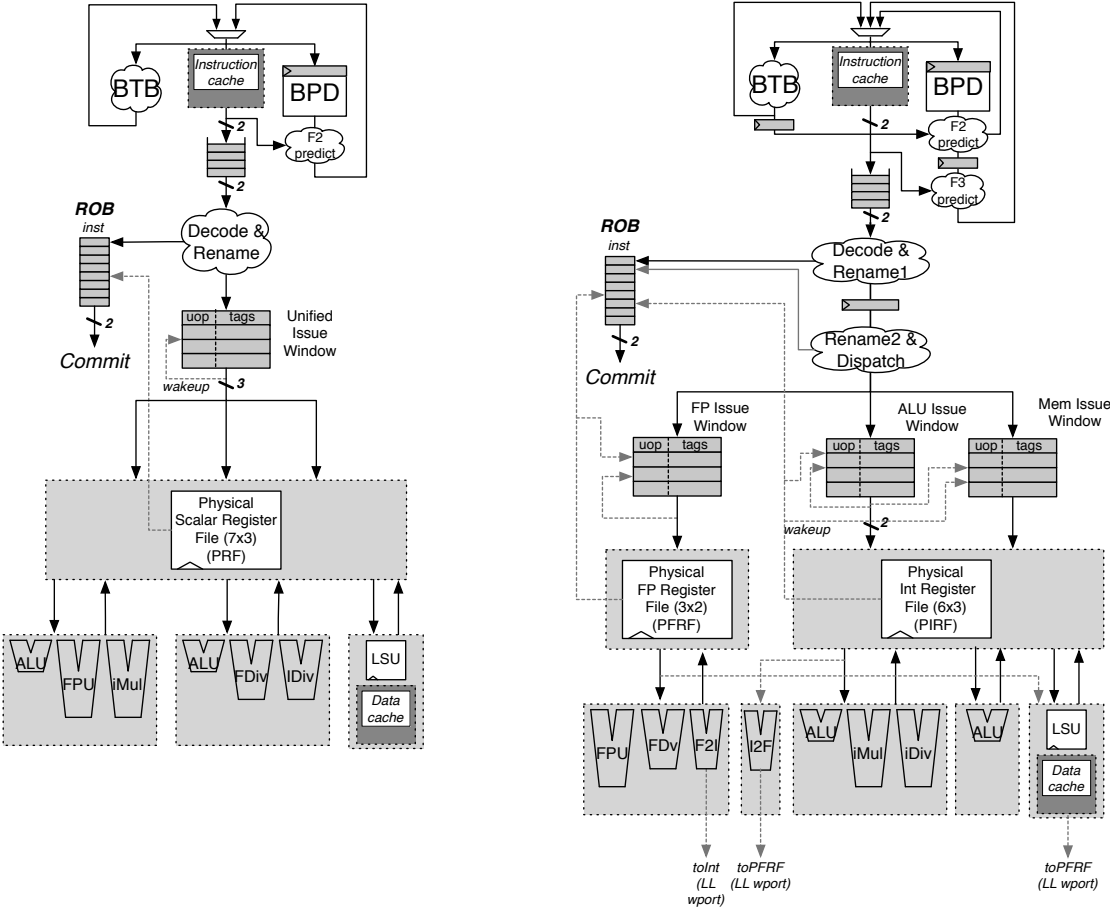 Instruction
cache
BTB
BPD
2
F2
predict
2
ROB
inst
Decode &
Rename
2
Commit
uop tags
Unified
Issue
Window
wakeup
3
Physical
Scalar Register
File (7x3)
(PRF)
ALU
FPU
iMul
ALU
FDiv
IDiv
LSU
Data
cache
Instruction
cache
BTB
BPD
2
F2
predict
F3
predict
2
ROB
inst
Decode &
Rename1
2
Commit
Rename2 &
Dispatch
FP Issue
Window
ALU Issue
Window
Mem Issue
Window
uop tags
uop tags
uop tags
wakeup
2
Physical
FP Register
File (3x2)
(PFRF)
Physical
Int Register
File (6x3)
(PIRF)
FPU
FDv
F2I
I2F
ALU
iMul
iDiv
ALU
LSU
Data
cache
toInt
(LL
wport)
toPFRF
(LL wport)
toPFRF
(LL wport)